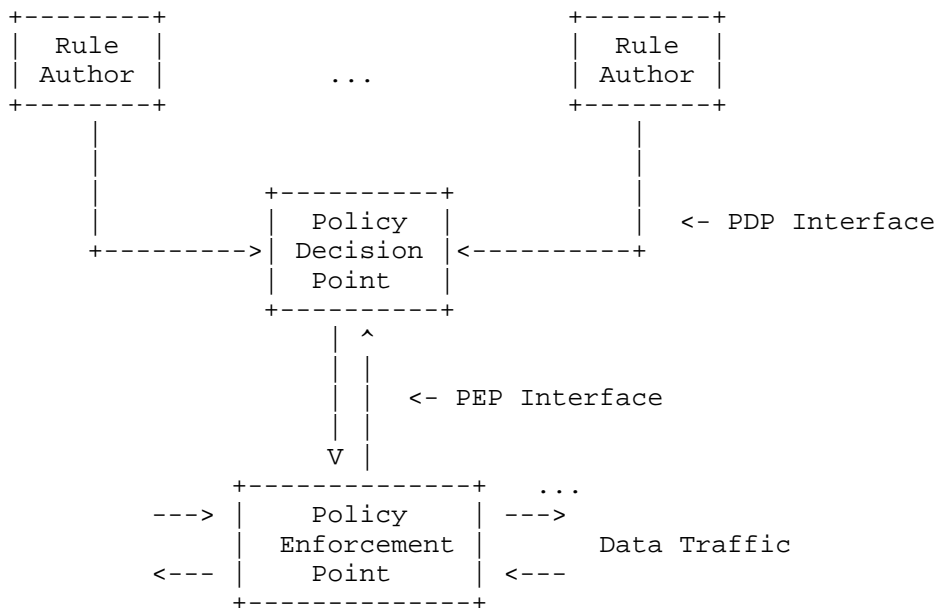 Rule
Author
...
Rule
Author
Policy
Decision
Point
<- PDP Interface
<- PEP Interface
V
...
Policy
Enforcement
Point
Data Traffic